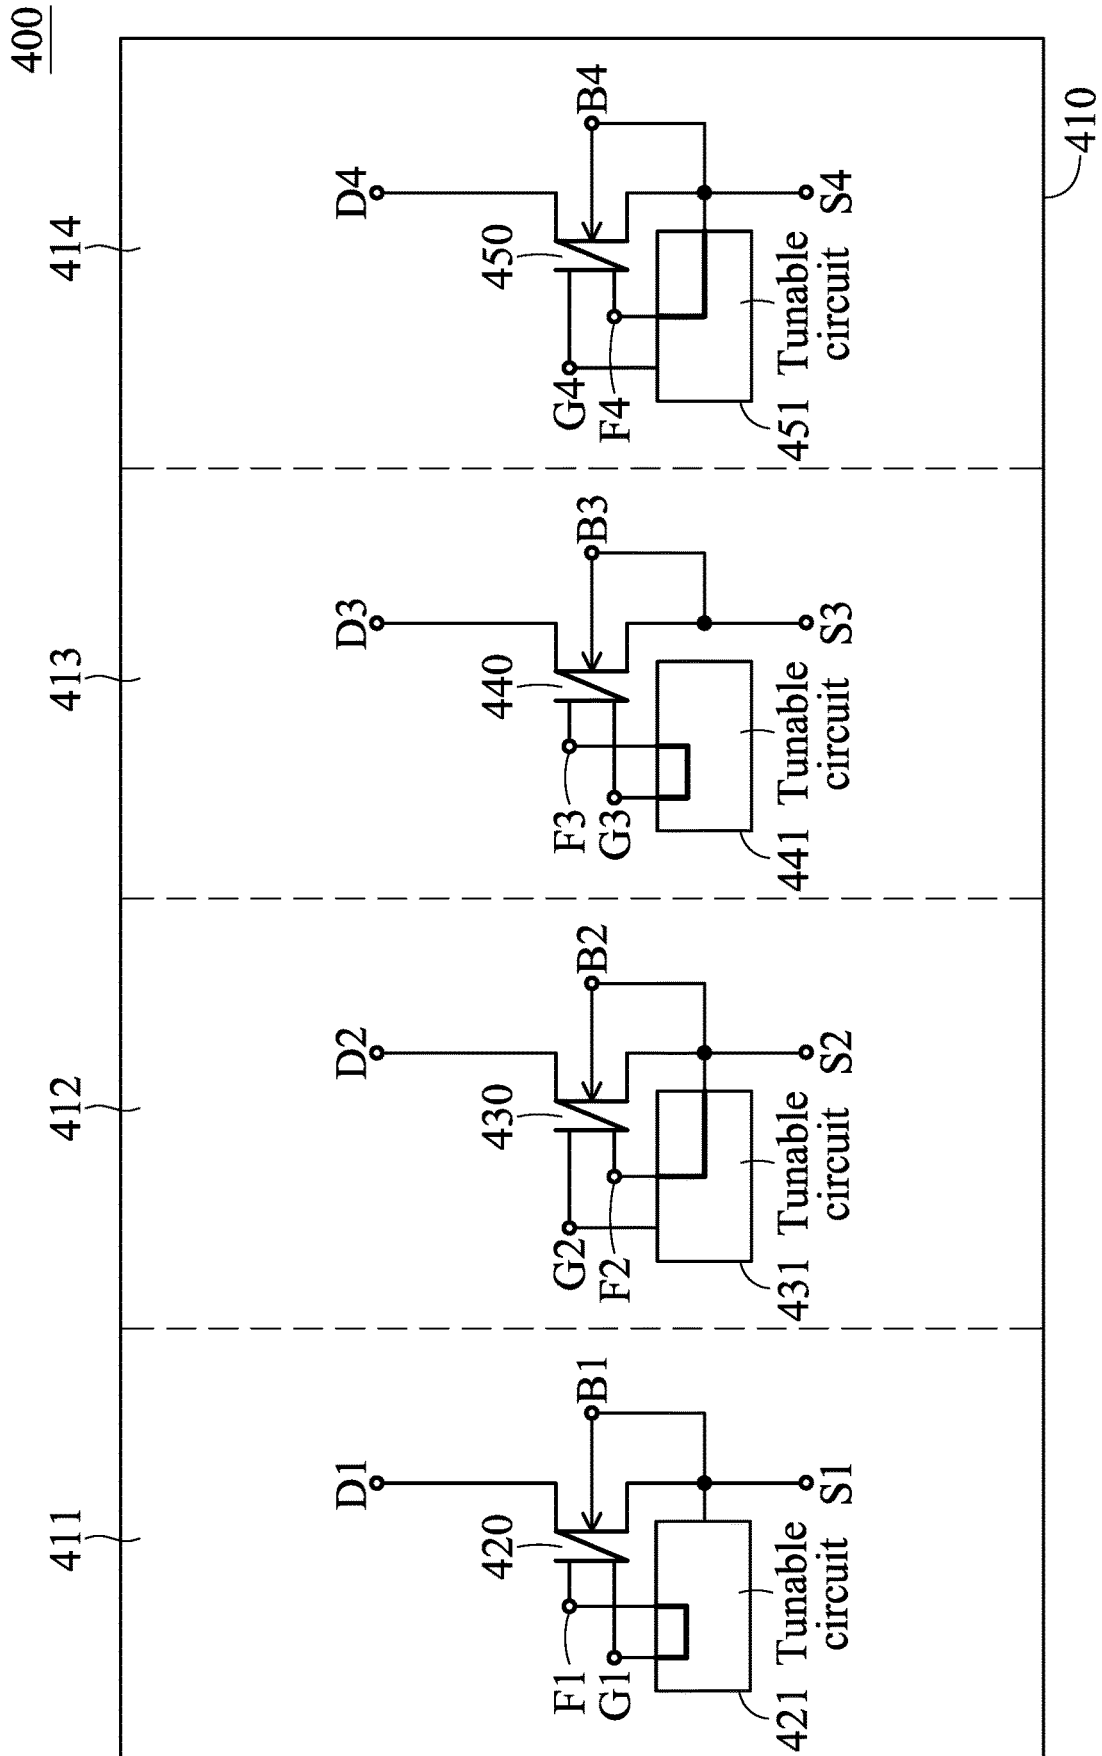 400
411
412
413
414
410
D1
420
B1
F1
G1
S1
421
Tunable
circuit
D2
430
B2
G2
F2
S2
431
Tunable
circuit
D3
440
B3
F3
G3
S3
441
Tunable
circuit
D4
450
B4
G4
F4
S4
451
Tunable
circuit